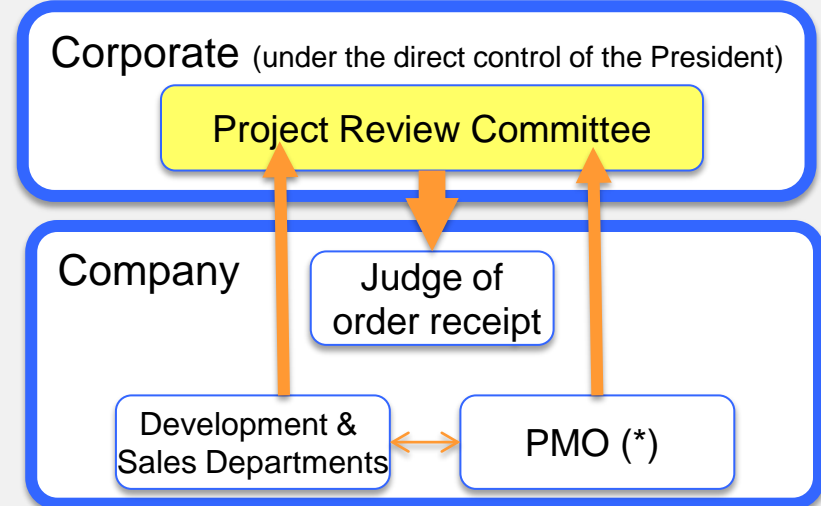 Corporate (under the direct control of the President)
Project Review Committee
Company
Judge of
order receipt
Development &
Sales Departments
PMO (*)